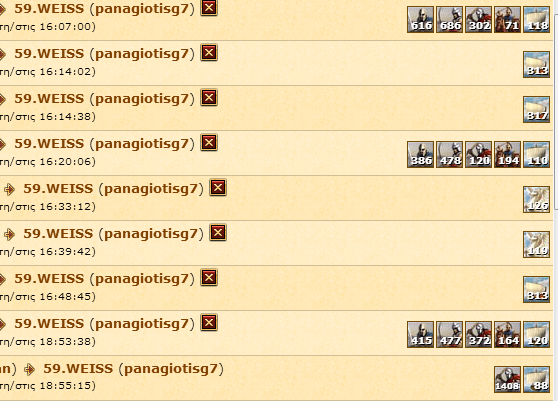 59.WEISS (panagiotisg7) 616 686 302 71 118
τη/στις 16:07:00)
59.WEISS (panagiotisg7) 313
τη/στις 16:14:02)
59.WEISS (panagiotisg7) 317
τη/στις 16:14:38)
59.WEISS (panagiotisg7) 386 478 120 194 110
τη/στις 16:20:06)
59.WEISS (panagiotisg7) 126
τη/στις 16:33:12)
59.WEISS (panagiotisg7) 119
τη/στις 16:39:42)
59.WEISS (panagiotisg7) 313
τη/στις 16:48:45)
59.WEISS (panagiotisg7) 415 477 372 164 120
τη/στις 18:53:38)
an) 59.WEISS (panagiotisg7) 1408 88
τη/στις 18:55:15)